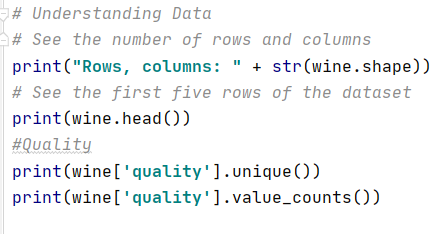 # Understanding Data
# See the number of rows and columns
print("Rows, columns: " + str(wine.shape))
# See the first five rows of the dataset
print(wine.head())
#Quality
print(wine['quality'].unique())
print(wine['quality'].value_counts())